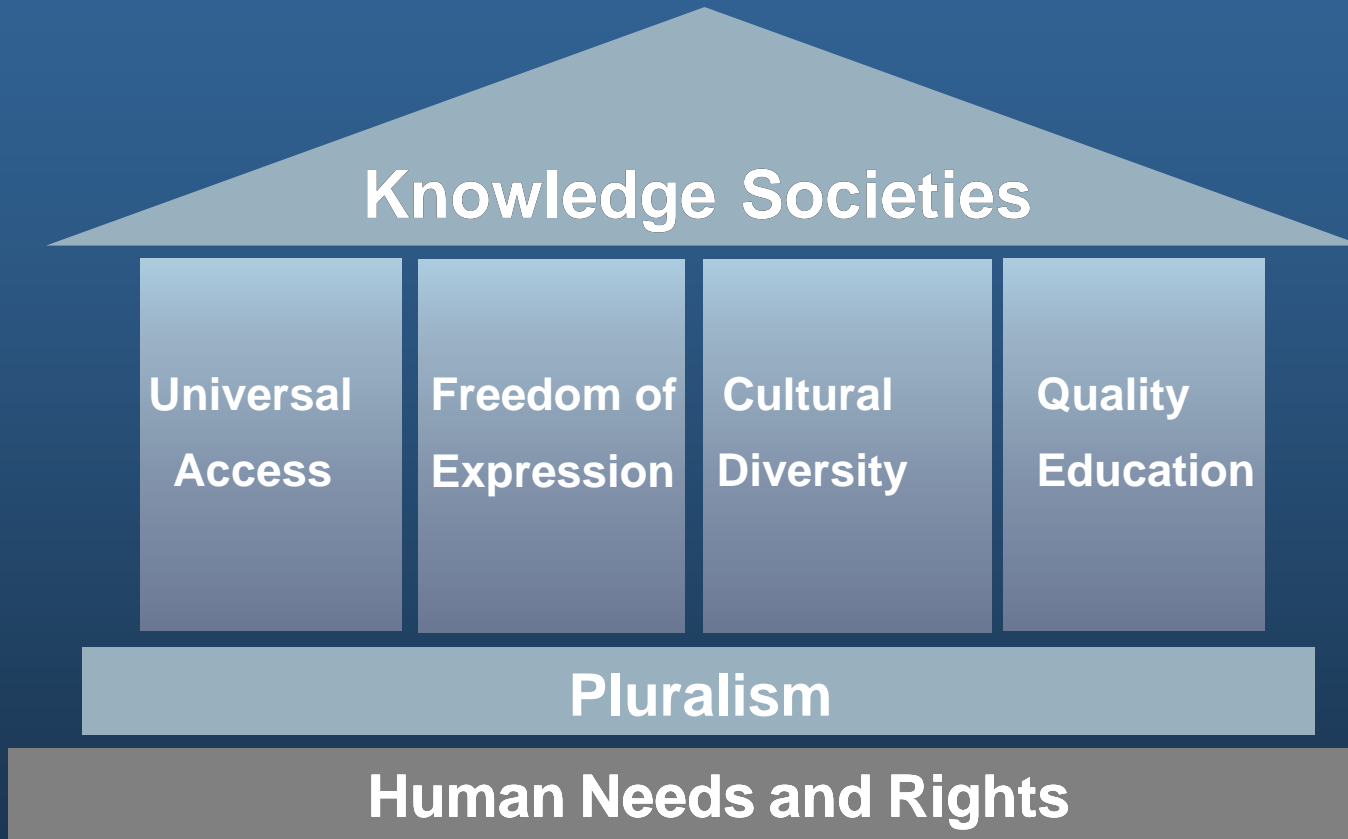 Knowledge Societies
Universal
Access
Freedom of
Expression
Cultural
Diversity
Quality
Education
Pluralism
Human Needs and Rights